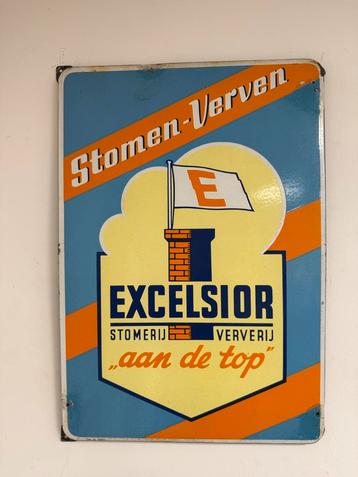 Stomen-Verven
E
EXCELSIOR
STOMERIJ VERVERIJ
„aan de top"